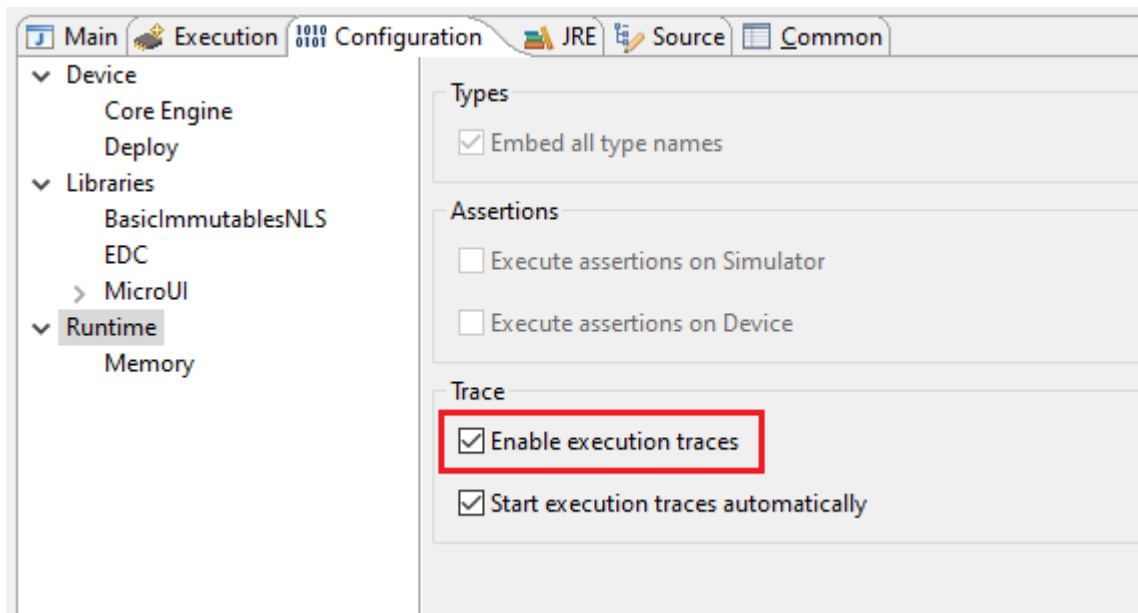 Main Execution 1010 0101 Configuration JRE Source Common
Device
Core Engine
Deploy
Libraries
BasicImmutablesNLS
EDC
MicroUI
Runtime
Memory
Types
Embed all type names
Assertions
Execute assertions on Simulator
Execute assertions on Device
Trace
Enable execution traces
Start execution traces automatically